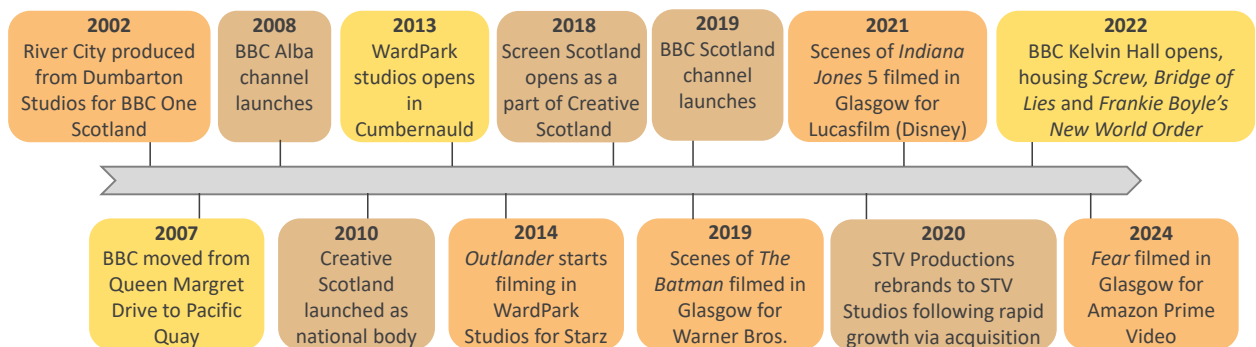 2002
River City produced
from Dumbarton
Studios for BBC One
Scotland
2008
BBC Alba
channel
launches
2013
WardPark
studios opens
in
Cumbernauld
2018
Screen Scotland
opens as a
part of Creative
Scotland
2019
BBC Scotland
channel
launches
2021
Scenes of Indiana
Jones 5 filmed in
Glasgow for
Lucasfilm (Disney)
2022
BBC Kelvin Hall opens,
housing Screw, Bridge of
Lies and Frankie Boyle’s
New World Order
2007
BBC moved from
Queen Margret
Drive to Pacific
Quay
2010
Creative
Scotland
launched as
national body
2014
Outlander starts
filming in
WardPark
Studios for Starz
2019
Scenes of The
Batman filmed in
Glasgow for
Warner Bros.
2020
STV Productions
rebrands to STV
Studios following rapid
growth via acquisition
2024
Fear filmed in
Glasgow for
Amazon Prime
Video